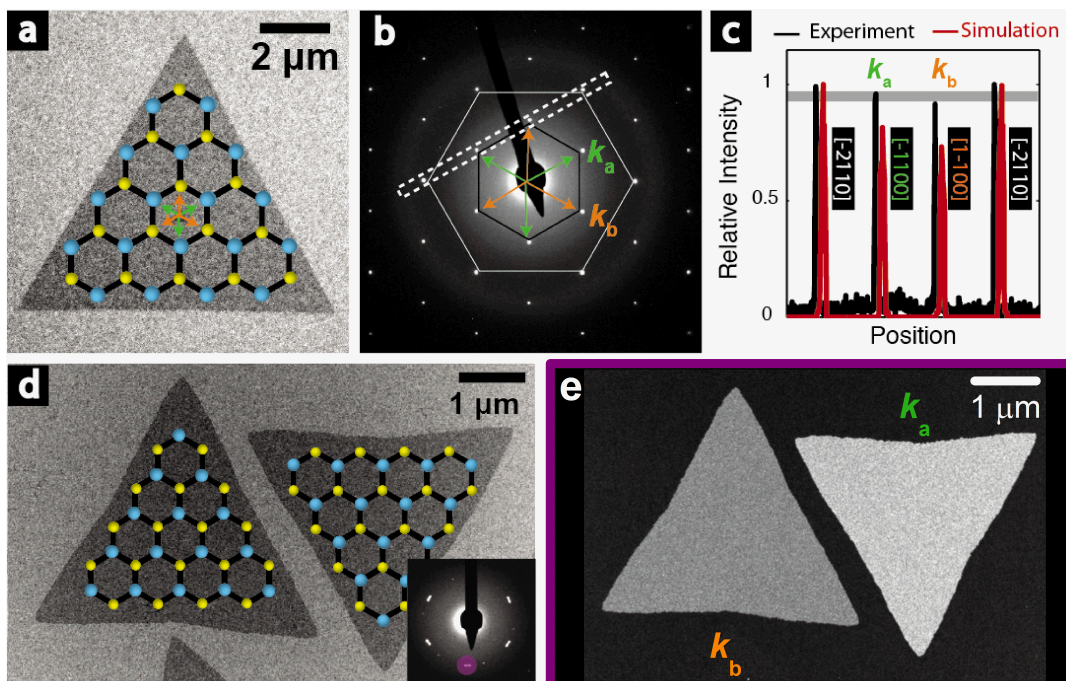 a
2 μm
b
k a
k b
c
Experiment
Simulation
k a
k b
1
0.5
0
Relative Intensity
[-2110]
[-1100]
[1-100]
[-2110]
Position
d
1 μm
e
1 μm
k a
k b